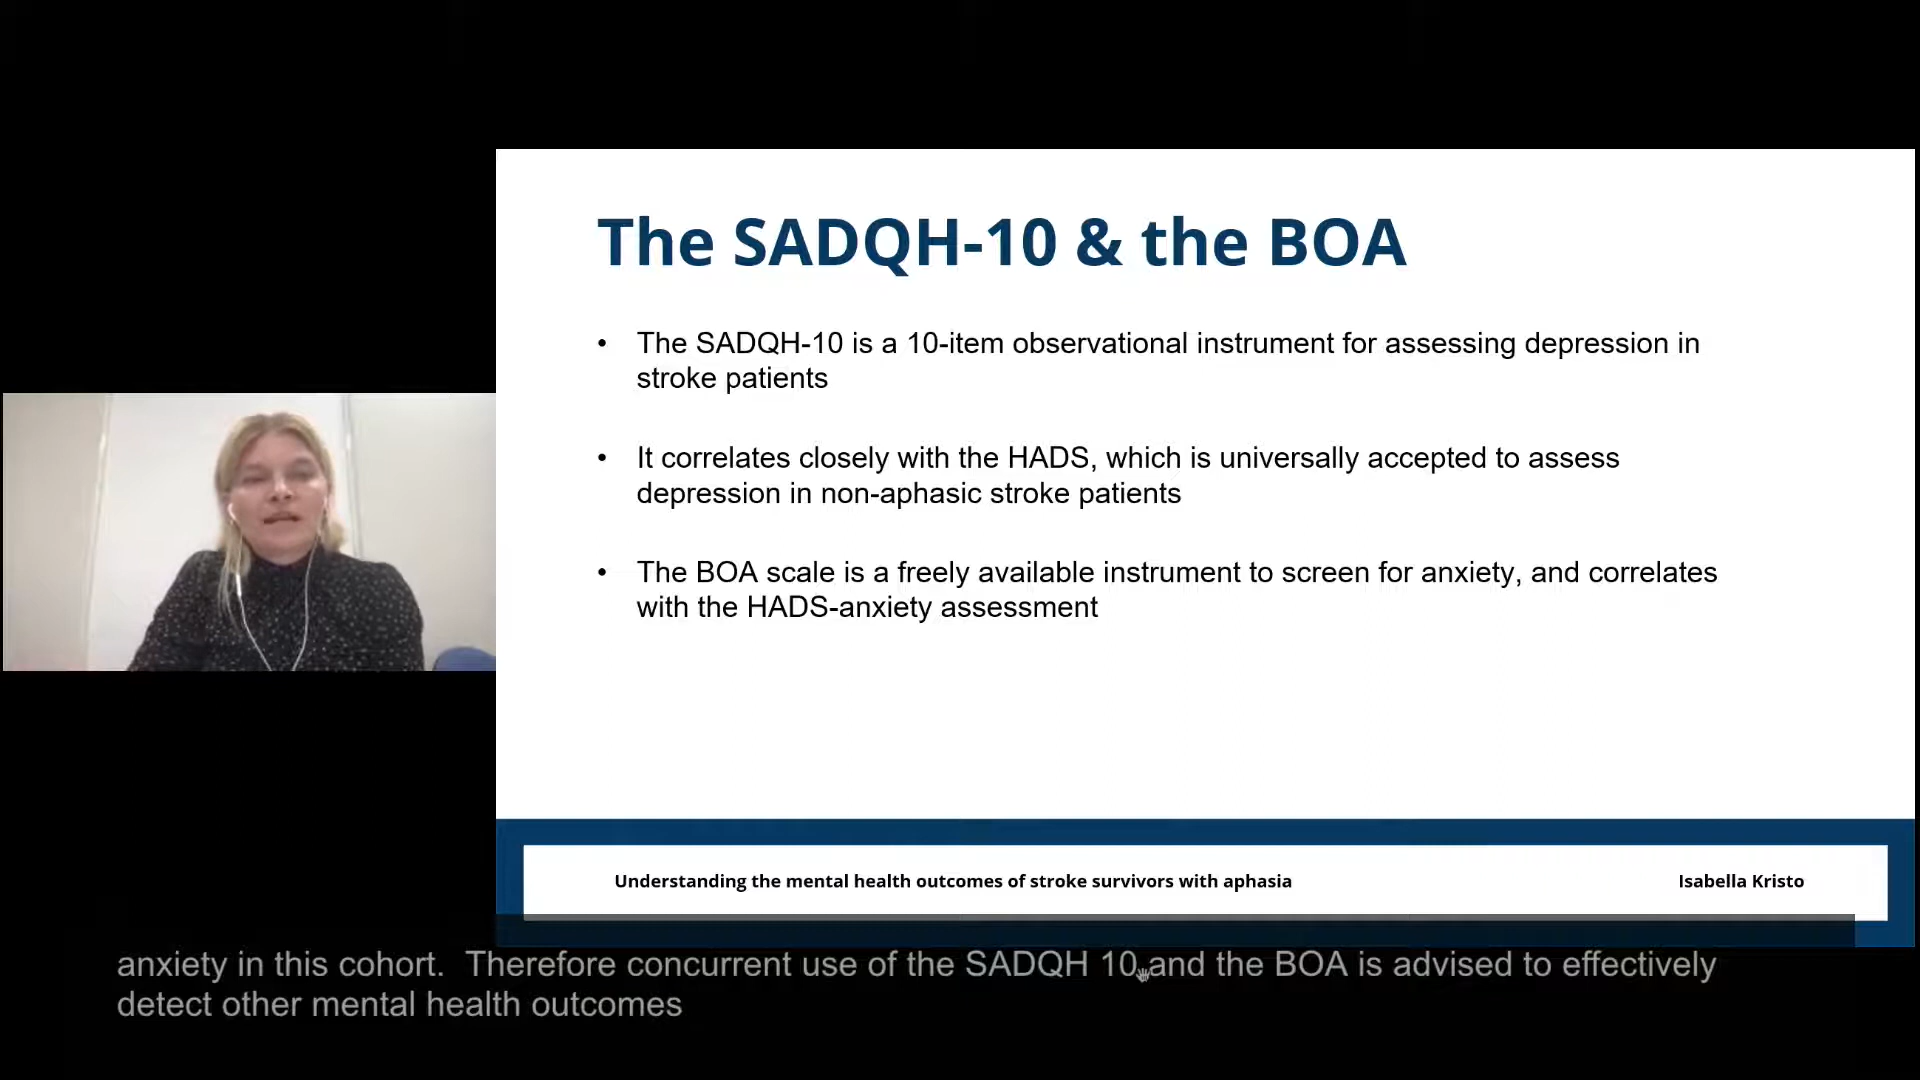 The SADQH-10 & the BOA
• The SADQH-10 is a 10-item observational instrument for assessing depression in
stroke patients
• It correlates closely with the HADS, which is universally accepted to assess
depression in non-aphasic stroke patients
• The BOA scale is a freely available instrument to screen for anxiety, and correlates
with the HADS-anxiety assessment
Understanding the mental health outcomes of stroke survivors with aphasia
Isabella Kristo
anxiety in this cohort.  Therefore concurrent use of the SADQH 10 and the BOA is advised to effectively
detect other mental health outcomes